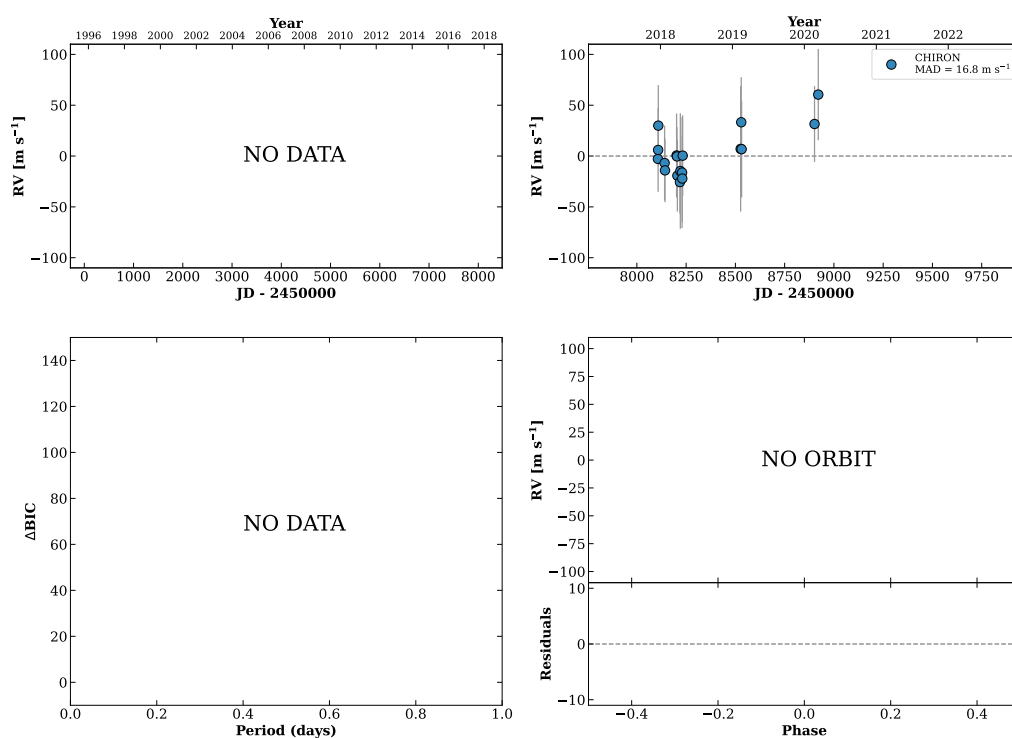 Year
1996 1998 2000 2002 2004 2006 2008 2010 2012 2014 2016 2018
100
50
0
−50
−100
RV [m s⁻¹]
NO DATA
0 1000 2000 3000 4000 5000 6000 7000 8000
JD - 2450000
Year
2018 2019 2020 2021 2022
CHIRON
MAD = 16.8 m s⁻¹
100
50
0
−50
−100
RV [m s⁻¹]
8000 8250 8500 8750 9000 9250 9500 9750
JD - 2450000
140
120
100
80
60
40
20
0
ΔBIC
NO DATA
0.0 0.2 0.4 0.6 0.8 1.0
Period (days)
100
75
50
25
0
−25
−50
−75
−100
RV [m s⁻¹]
NO ORBIT
10
0
−10
Residuals
−0.4 −0.2 0.0 0.2 0.4
Phase